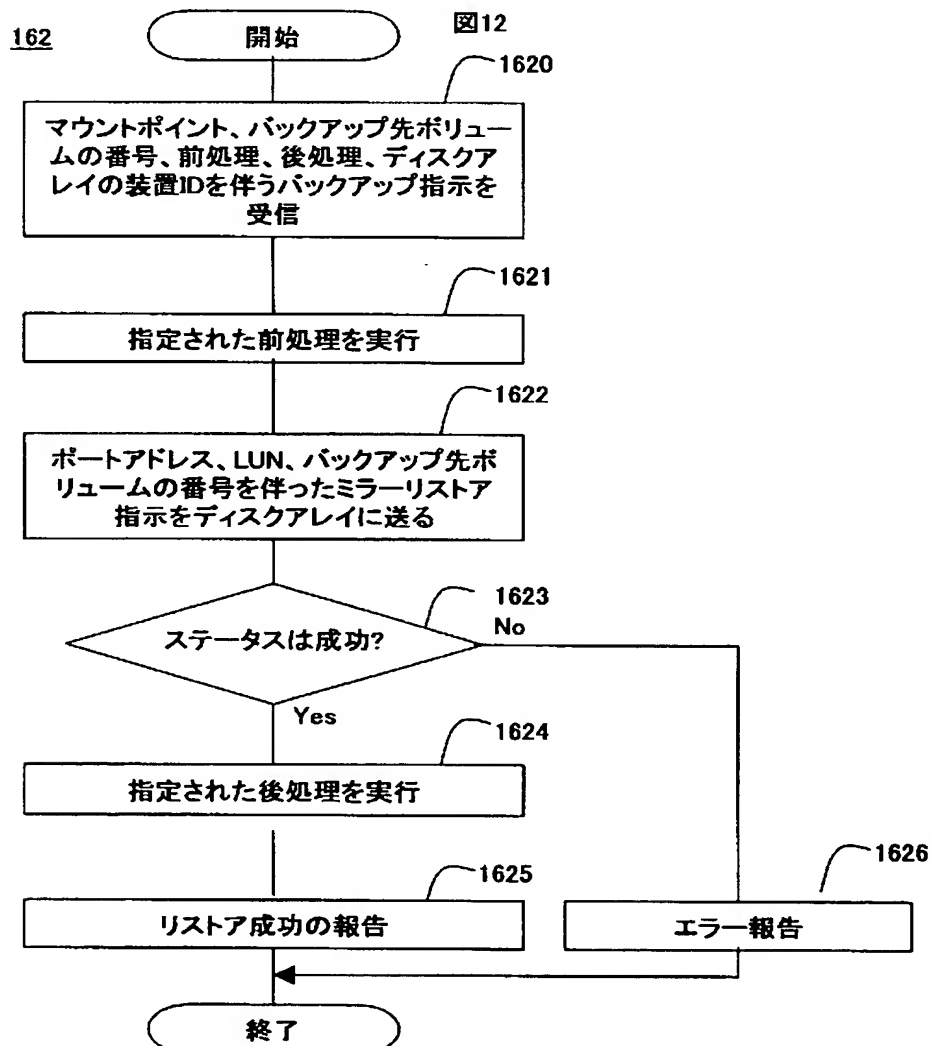 162
開始
図12
1620
マウントポイント、バックアップ先ボリュー
ムの番号、前処理、後処理、ディスクア
レイの装置IDを伴うバックアップ指示を
受信
1621
指定された前処理を実行
1622
ポートアドレス、LUN、バックアップ先ボ
リュームの番号を伴ったミラーリストア
指示をディスクアレイに送る
1623
ステータスは成功?
No
Yes
1624
指定された後処理を実行
1625
リストア成功の報告
1626
エラー報告
終了